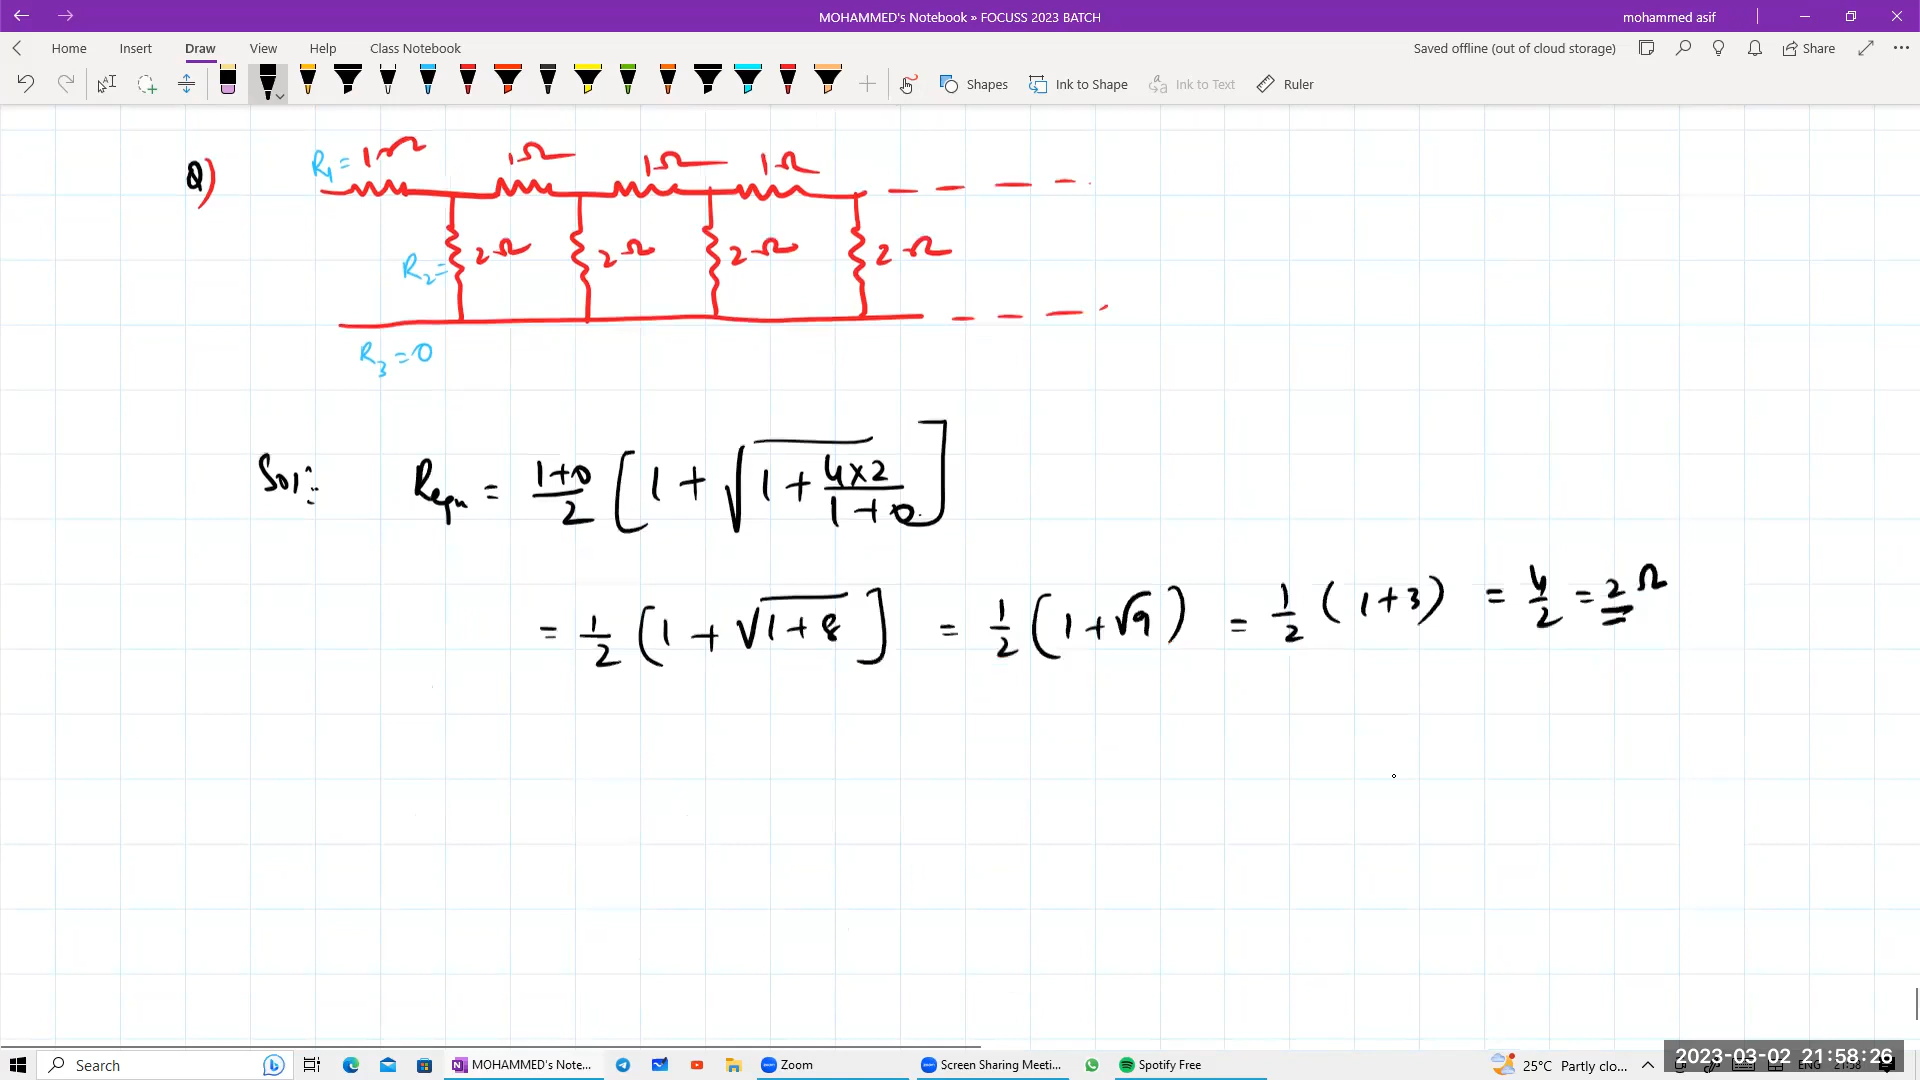 MOHAMMED's Notebook » FOCUSS 2023 BATCH
mohammed asif
Home Insert Draw View Help Class Notebook
Saved offline (out of cloud storage)
Share
Shapes Ink to Shape Ink to Text Ruler
Q)
R₁ = 1Ω 1Ω 1Ω 1Ω
R₂ = 2Ω 2Ω 2Ω 2Ω
R₃ = 0
Sol:
Requ = (1+0)/2 [1 + √(1 + (4×2)/(1+0))]
= 1/2 (1 + √(1+8)] = 1/2 (1+√9) = 1/2 (1+3) = 4/2 = 2 Ω
Search
MOHAMMED's Note...
Zoom
Screen Sharing Meeti...
Spotify Free
25°C Partly clo...
2023-03-02 21:58:26
ENG